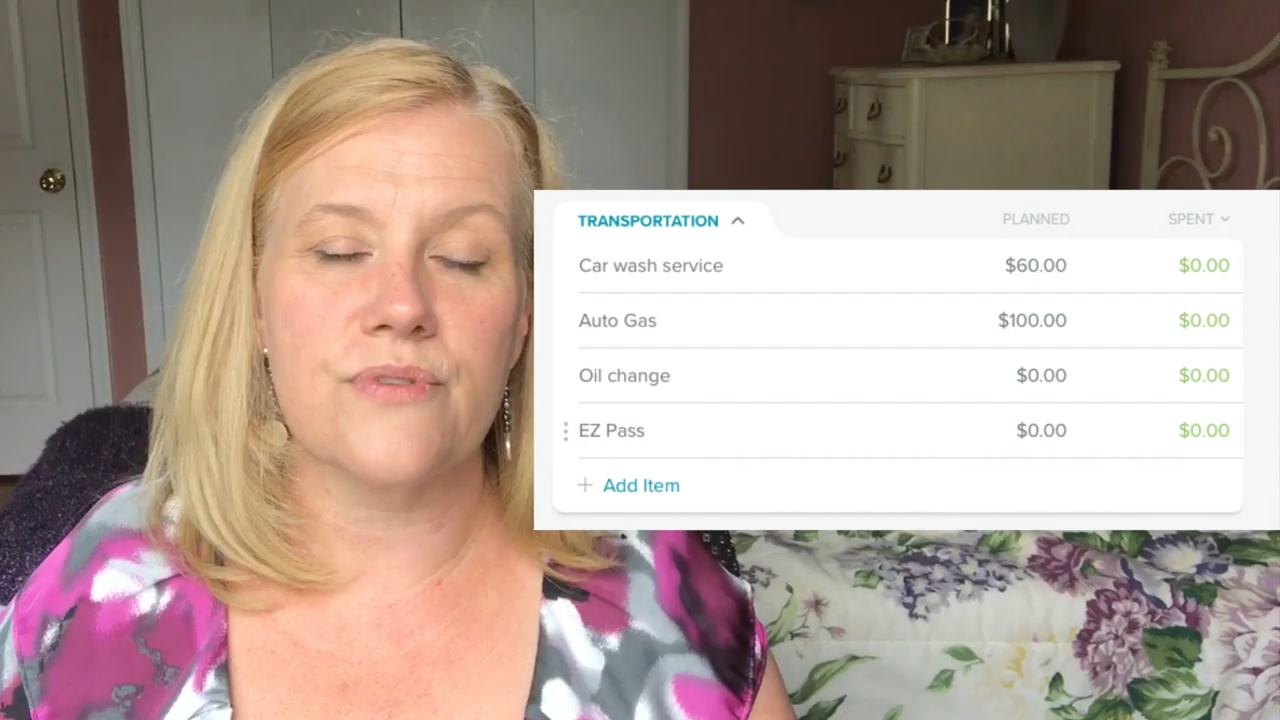 TRANSPORTATION PLANNED SPENT
Car wash service $60.00 $0.00
Auto Gas $100.00 $0.00
Oil change $0.00 $0.00
EZ Pass $0.00 $0.00
+ Add Item